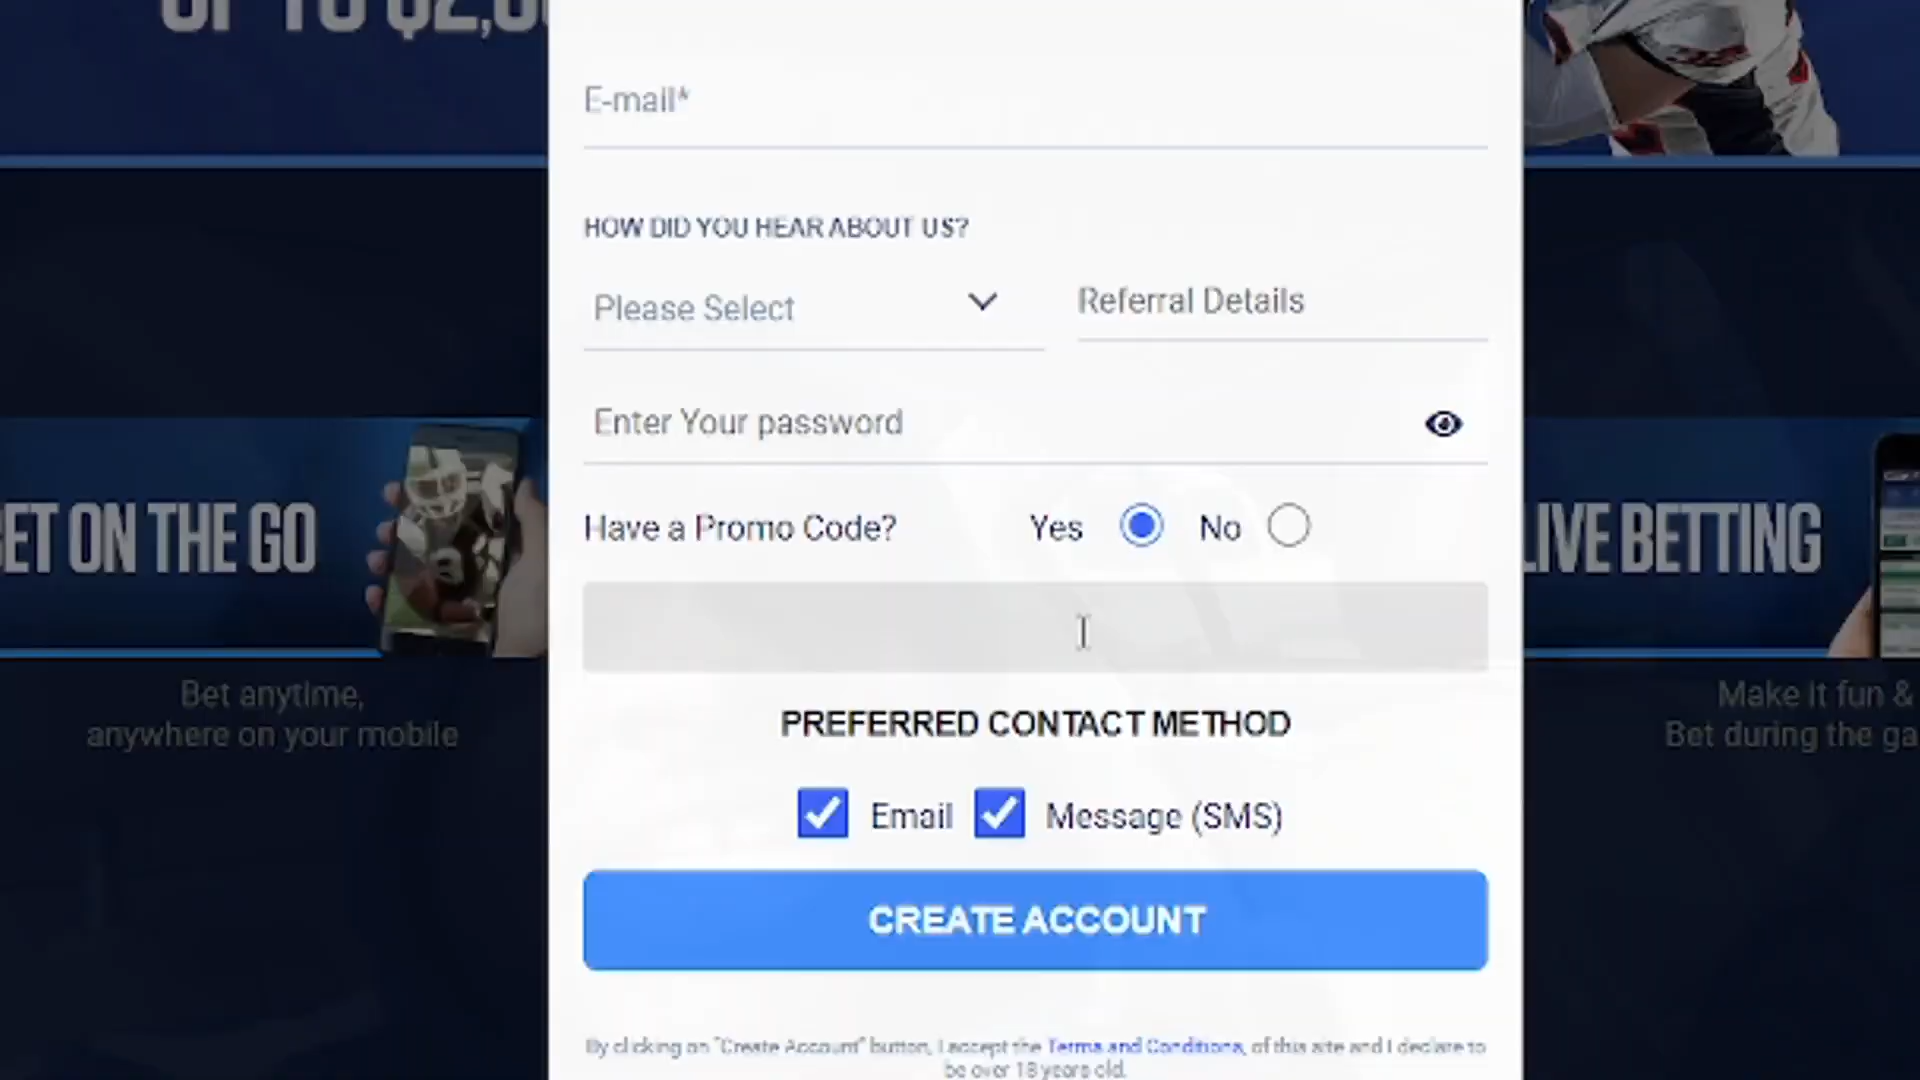 UP TO $2,
E-mail*
HOW DID YOU HEAR ABOUT US?
Please Select
Referral Details
Enter Your password
Have a Promo Code? Yes No
ET ON THE GO
LIVE BETTING
Bet anytime,
anywhere on your mobile
Make it fun &
Bet during the ga
PREFERRED CONTACT METHOD
Email Message (SMS)
CREATE ACCOUNT
By clicking on "Create Account" button, I accept the Terms and Conditions, of this site and I declare to
be over 18 years old.